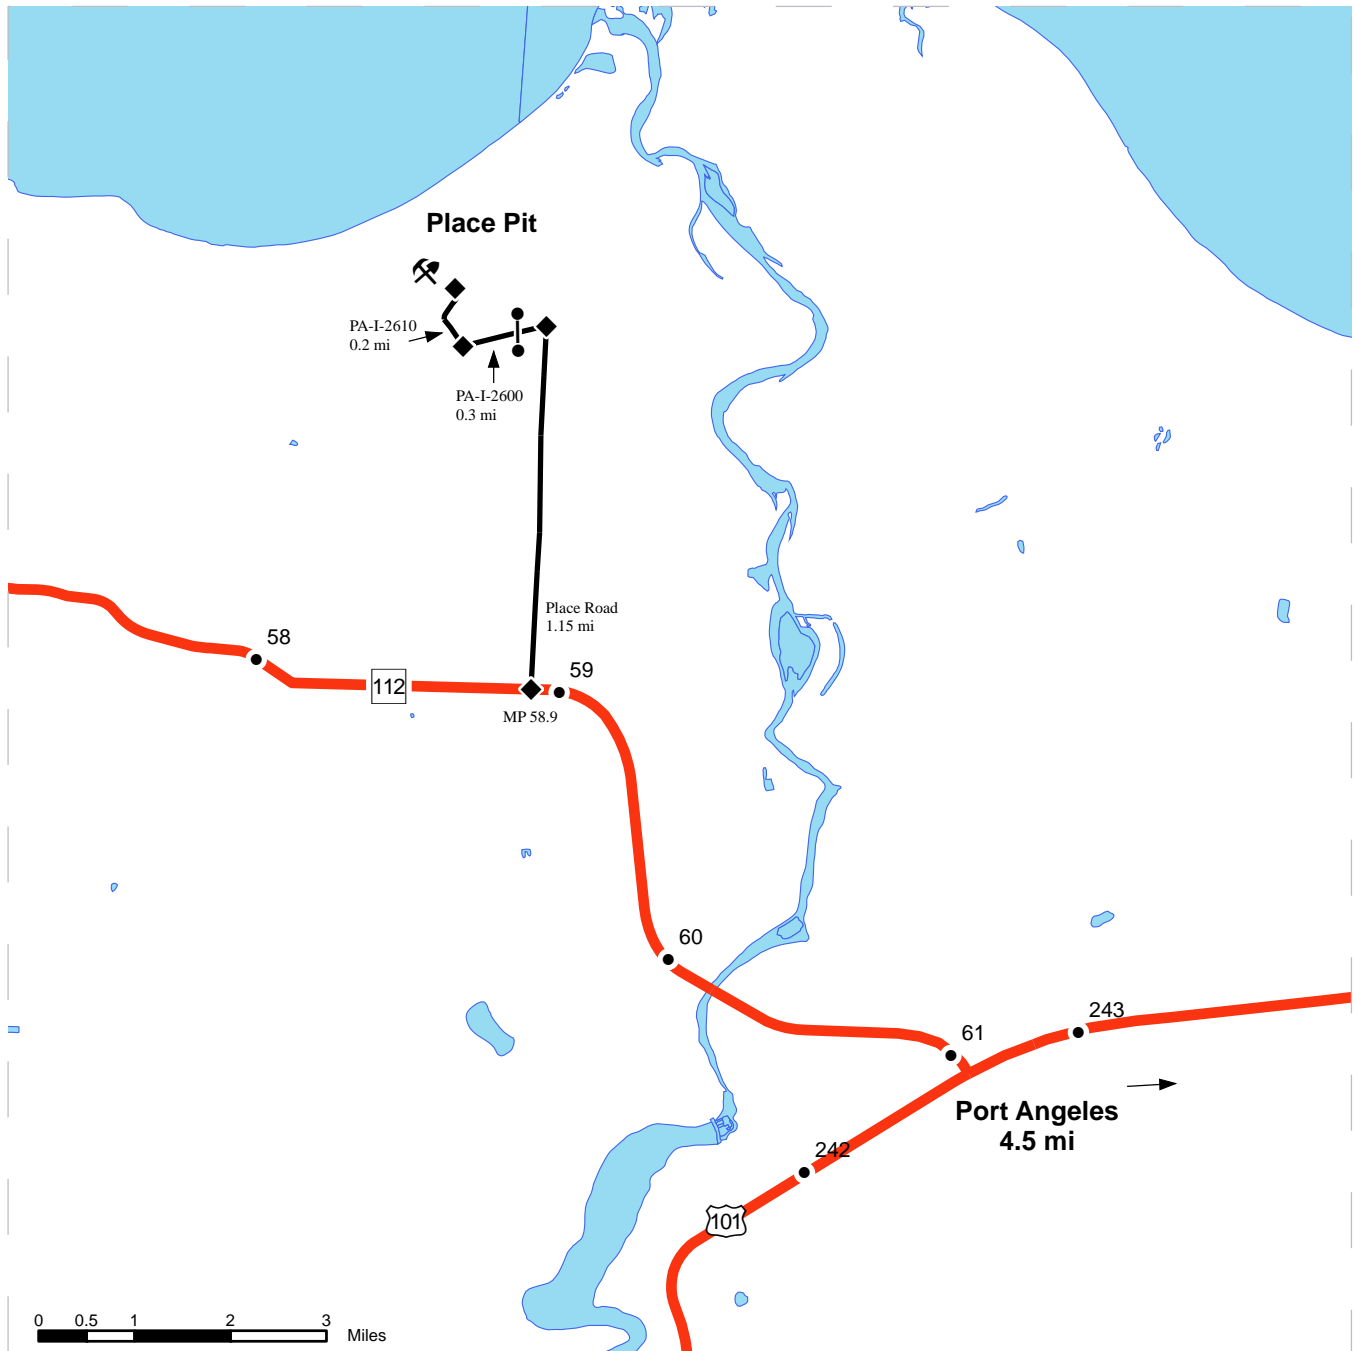 Place Pit
PA-I-2610
0.2 mi
PA-I-2600
0.3 mi
Place Road
1.15 mi
58
59
112
MP 58.9
60
61
243
Port Angeles
4.5 mi
242
101
0 0.5 1 2 3
Miles